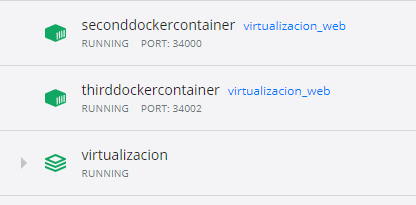 seconddockercontainer virtualizacion_web
RUNNING PORT: 34000
thirddockercontainer virtualizacion_web
RUNNING PORT: 34002
virtualizacion
RUNNING